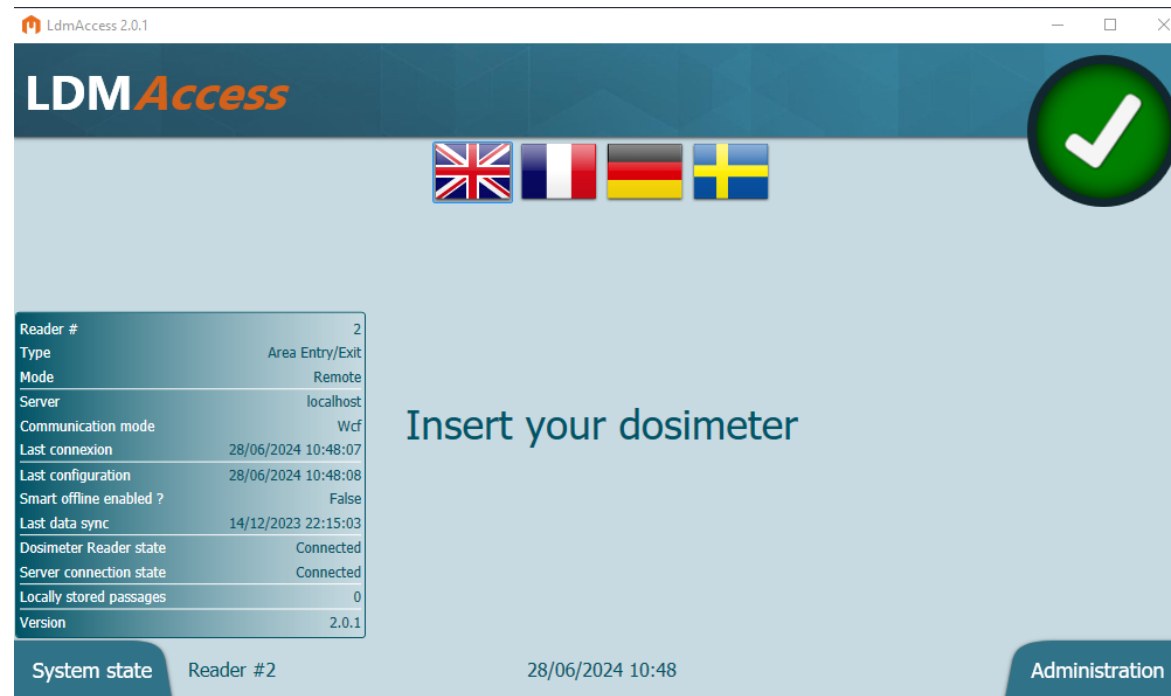 LdmAccess 2.0.1
LDMAccess
Reader # 2
Type Area Entry/Exit
Mode Remote
Server localhost
Communication mode Wcf
Last connexion 28/06/2024 10:48:07
Last configuration 28/06/2024 10:48:08
Smart offline enabled ? False
Last data sync 14/12/2023 22:15:03
Dosimeter Reader state Connected
Server connection state Connected
Locally stored passages 0
Version 2.0.1
Insert your dosimeter
System state Reader #2 28/06/2024 10:48 Administration